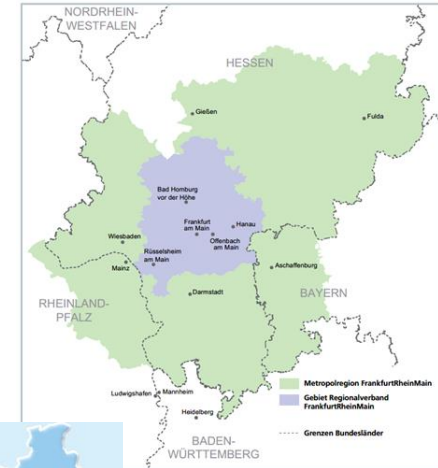 NORDRHEIN-
WESTFALEN
HESSEN
Gießen
Fulda
Bad Homburg
vor der Höhe
Frankfurt
am Main
Hanau
Offenbach
am Main
Wiesbaden
Rüsselsheim
am Main
Mainz
Aschaffenburg
Darmstadt
RHEINLAND-
PFALZ
BAYERN
Metropolregion FrankfurtRheinMain
Gebiet Regionalverband
FrankfurtRheinMain
Ludwigshafen
Mannheim
Heidelberg
Grenzen Bundesländer
BADEN-
WÜRTTEMBERG